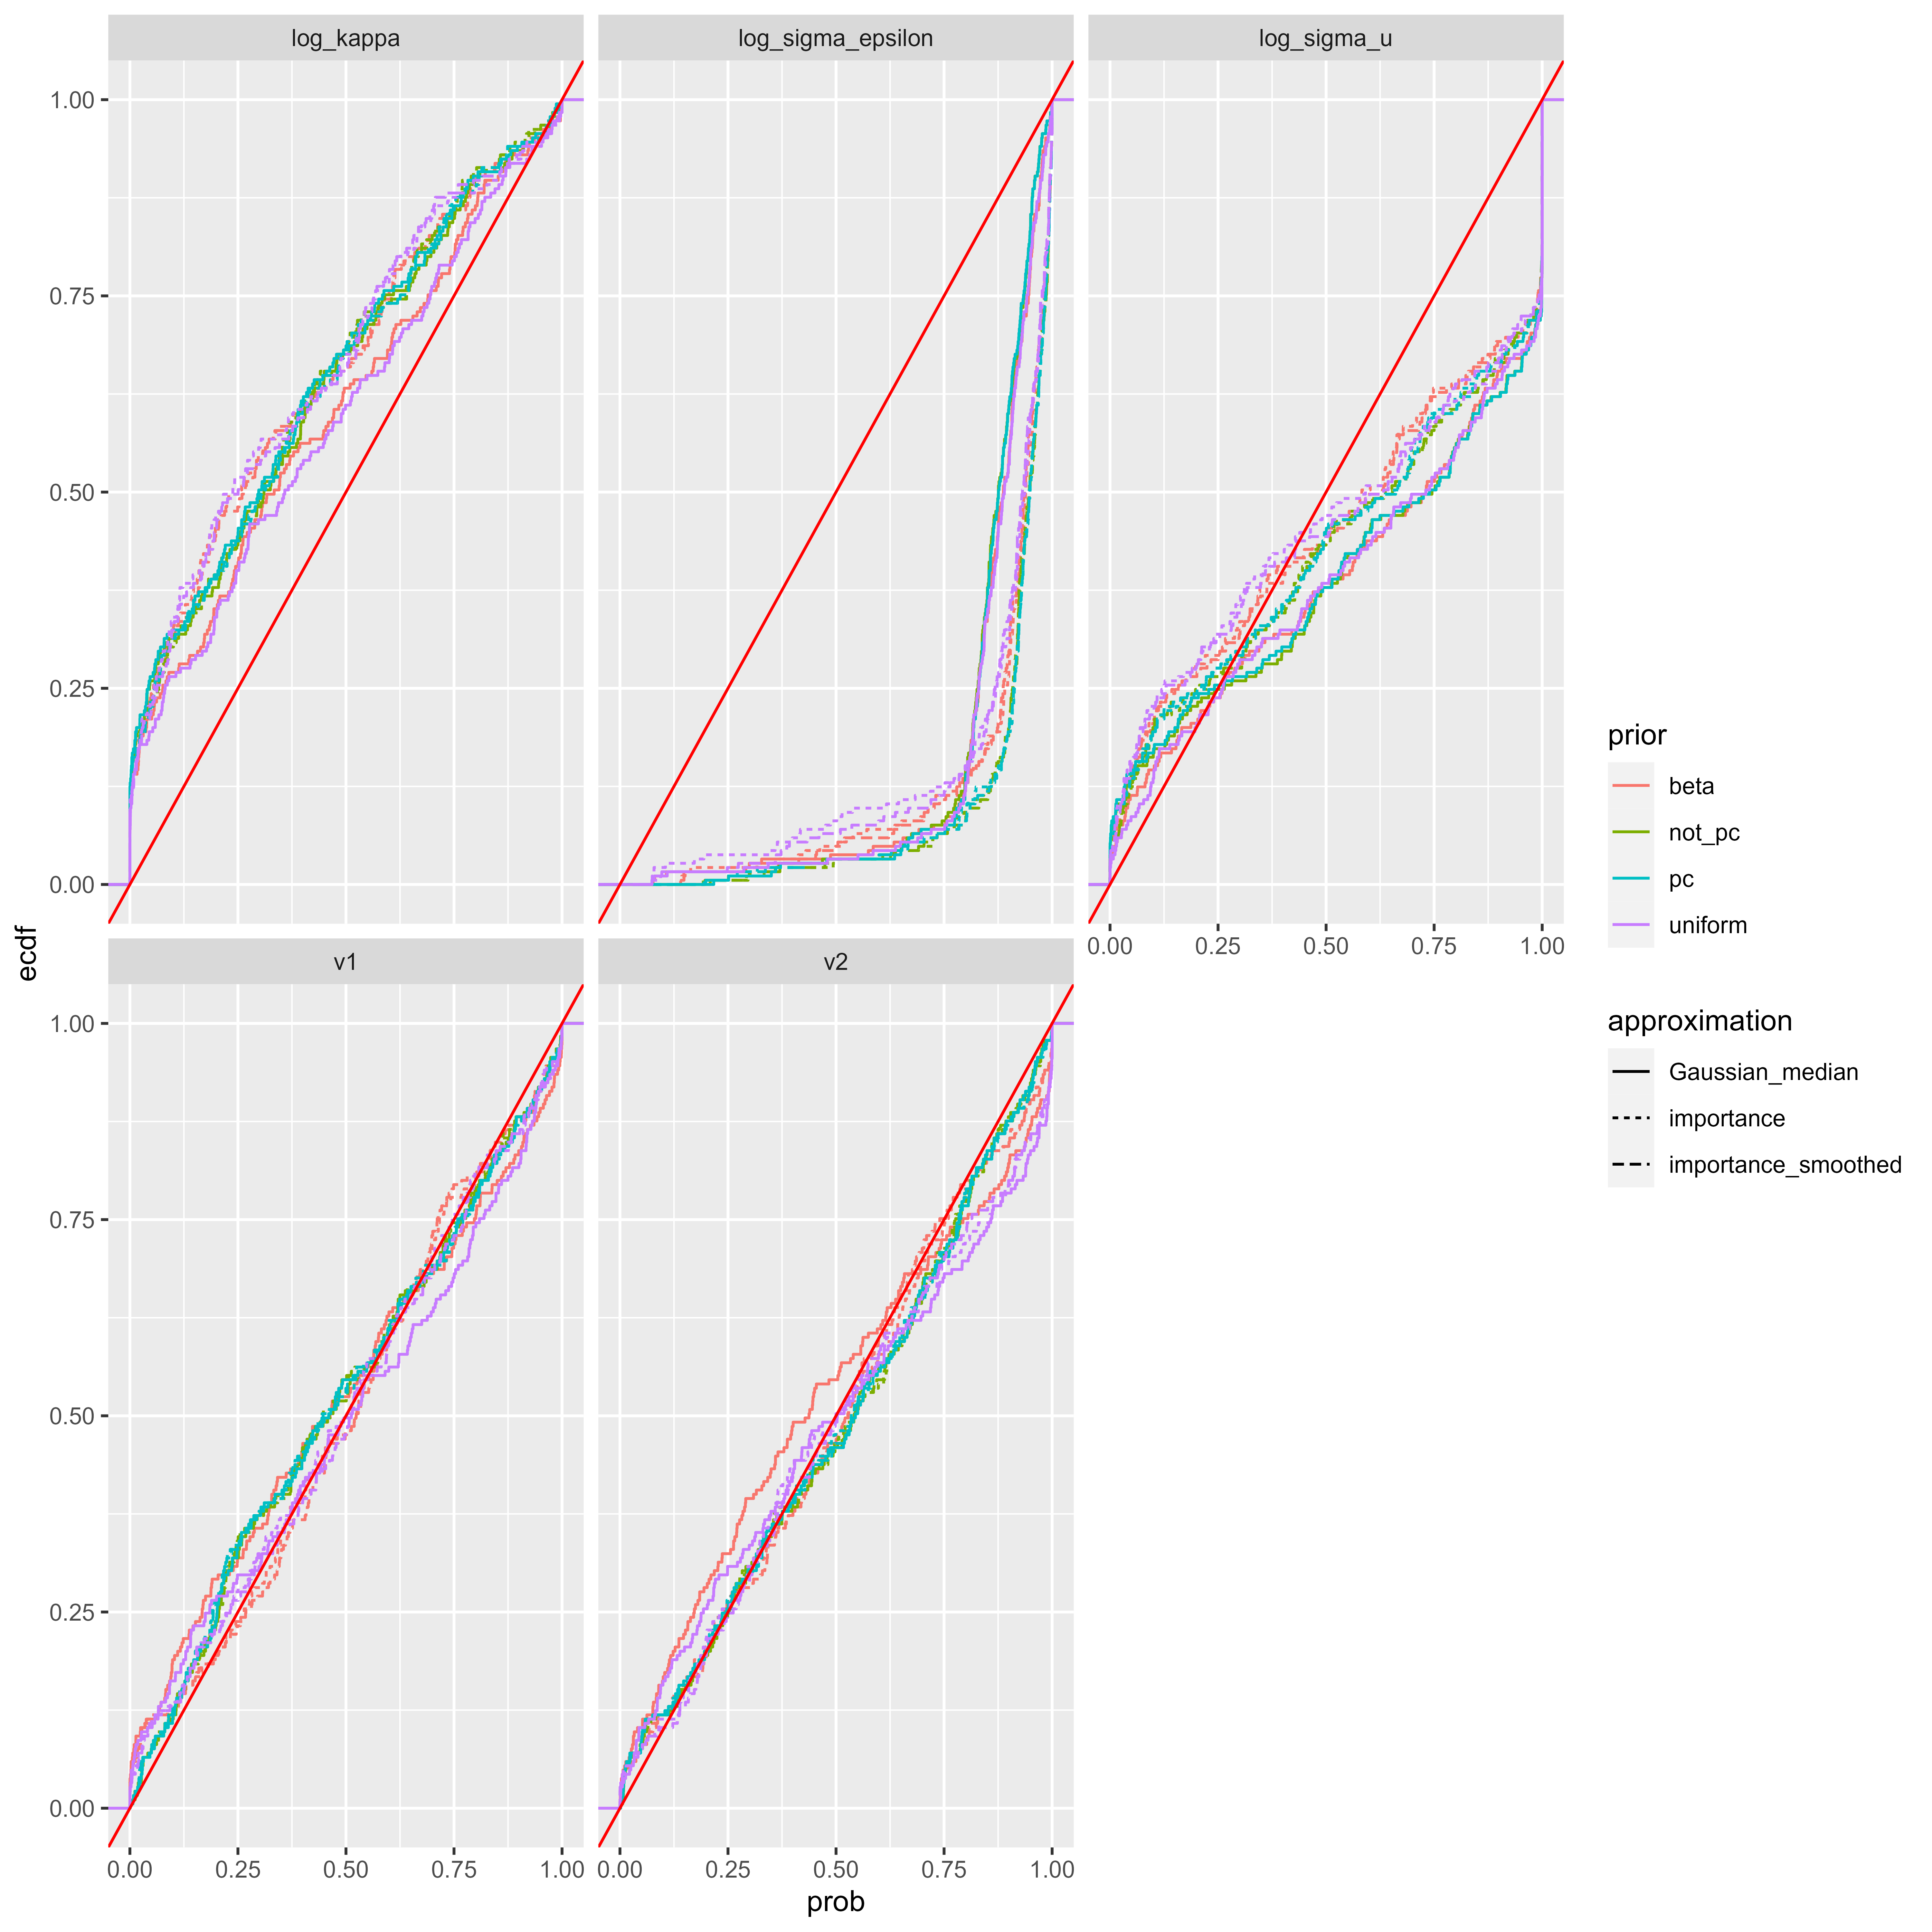 log_kappa
log_sigma_epsilon
log_sigma_u
1.00
0.75
0.50
0.25
0.00
0.00 0.25 0.50 0.75 1.00
ecdf
v1
v2
1.00
0.75
0.50
0.25
0.00
0.00 0.25 0.50 0.75 1.00
0.00 0.25 0.50 0.75 1.00
prob
prior
beta
not_pc
pc
uniform
approximation
Gaussian_median
importance
importance_smoothed